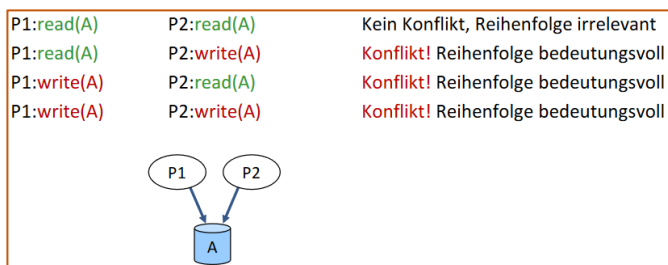 P1:read(A) P2:read(A) Kein Konflikt, Reihenfolge irrelevant
P1:read(A) P2:write(A) Konflikt! Reihenfolge bedeutungsvoll
P1:write(A) P2:read(A) Konflikt! Reihenfolge bedeutungsvoll
P1:write(A) P2:write(A) Konflikt! Reihenfolge bedeutungsvoll
P1 P2
A